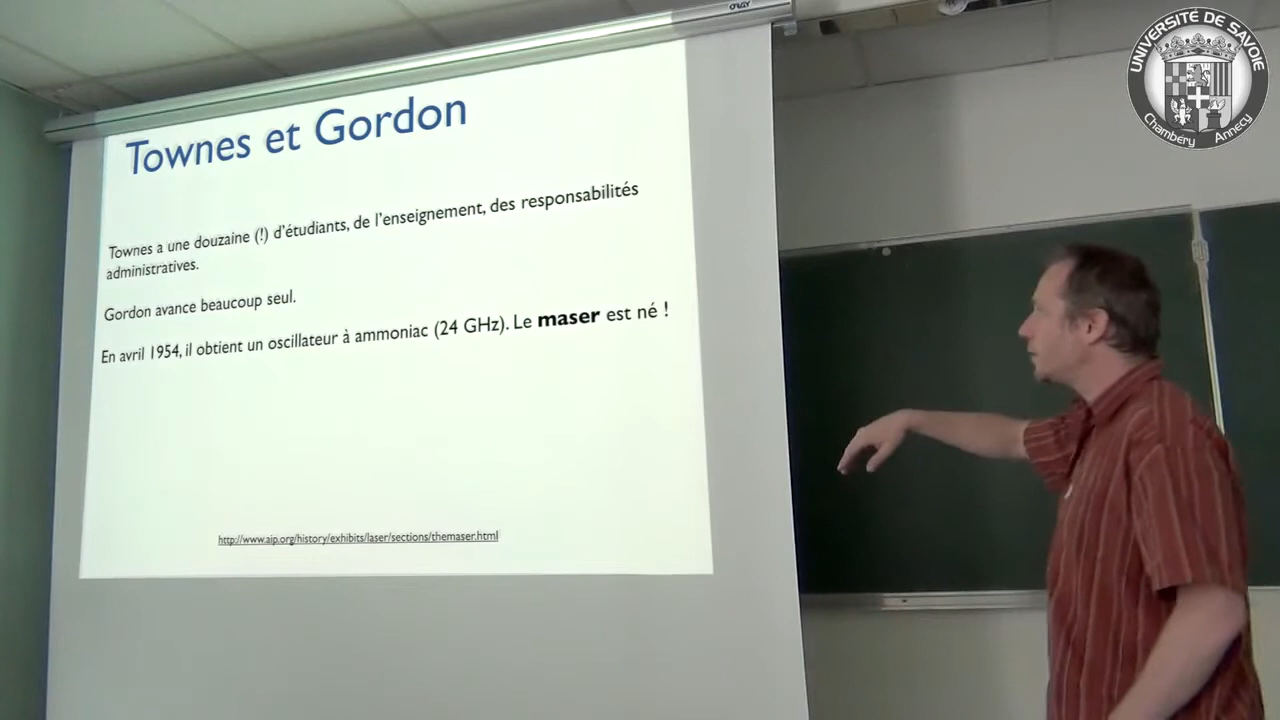 Townes et Gordon
Townes a une douzaine (!) d'étudiants, de l'enseignement, des responsabilités
administratives.
Gordon avance beaucoup seul.
En avril 1954, il obtient un oscillateur à ammoniac (24 GHz). Le maser est né !
http://www.aip.org/history/exhibits/laser/sections/themaser.html
UNIVERSITÉ DE SAVOIE
Chambéry Annecy